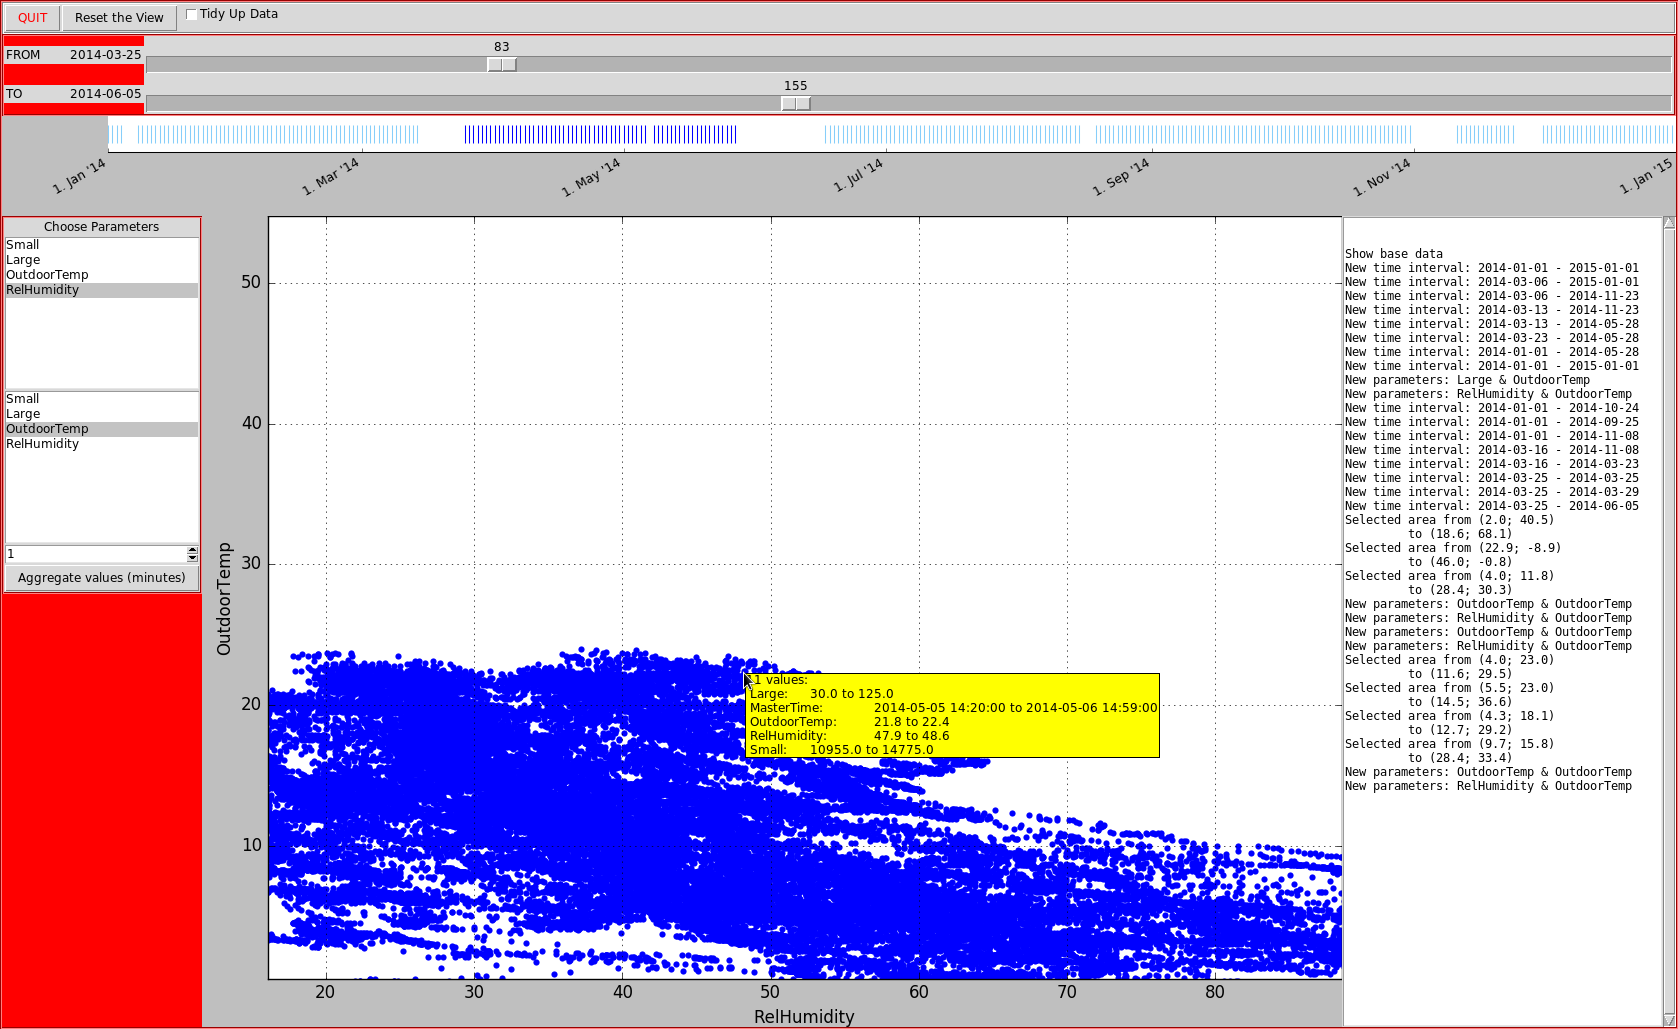 QUIT Reset the View Tidy Up Data
83
FROM 2014-03-25
155
TO 2014-06-05
1. Jan '14 1. Mar '14 1. May '14 1. Jul '14 1. Sep '14 1. Nov '14 1. Jan '15
Choose Parameters
Small
Large
OutdoorTemp
RelHumidity
Small
Large
OutdoorTemp
RelHumidity
1
Aggregate values (minutes)
50
40
30
20
10
OutdoorTemp
20 30 40 50 60 70 80
RelHumidity
11 values:
Large: 30.0 to 125.0
MasterTime: 2014-05-05 14:20:00 to 2014-05-06 14:59:00
OutdoorTemp: 21.8 to 22.4
RelHumidity: 47.9 to 48.6
Small: 10955.0 to 14775.0
Show base data
New time interval: 2014-01-01 - 2015-01-01
New time interval: 2014-03-06 - 2015-01-01
New time interval: 2014-03-06 - 2014-11-23
New time interval: 2014-03-13 - 2014-11-23
New time interval: 2014-03-13 - 2014-05-28
New time interval: 2014-03-23 - 2014-05-28
New time interval: 2014-01-01 - 2014-05-28
New time interval: 2014-01-01 - 2015-01-01
New parameters: Large & OutdoorTemp
New parameters: RelHumidity & OutdoorTemp
New time interval: 2014-01-01 - 2014-10-24
New time interval: 2014-01-01 - 2014-09-25
New time interval: 2014-01-01 - 2014-11-08
New time interval: 2014-03-16 - 2014-11-08
New time interval: 2014-03-16 - 2014-03-23
New time interval: 2014-03-25 - 2014-03-25
New time interval: 2014-03-25 - 2014-03-29
New time interval: 2014-03-25 - 2014-06-05
Selected area from (2.0; 40.5)
to (18.6; 68.1)
Selected area from (22.9; -8.9)
to (46.0; -0.8)
Selected area from (4.0; 11.8)
to (28.4; 30.3)
New parameters: OutdoorTemp & OutdoorTemp
New parameters: RelHumidity & OutdoorTemp
New parameters: OutdoorTemp & OutdoorTemp
New parameters: RelHumidity & OutdoorTemp
Selected area from (4.0; 23.0)
to (11.6; 29.5)
Selected area from (5.5; 23.0)
to (14.5; 36.6)
Selected area from (4.3; 18.1)
to (12.7; 29.2)
Selected area from (9.7; 15.8)
to (28.4; 33.4)
New parameters: OutdoorTemp & OutdoorTemp
New parameters: RelHumidity & OutdoorTemp